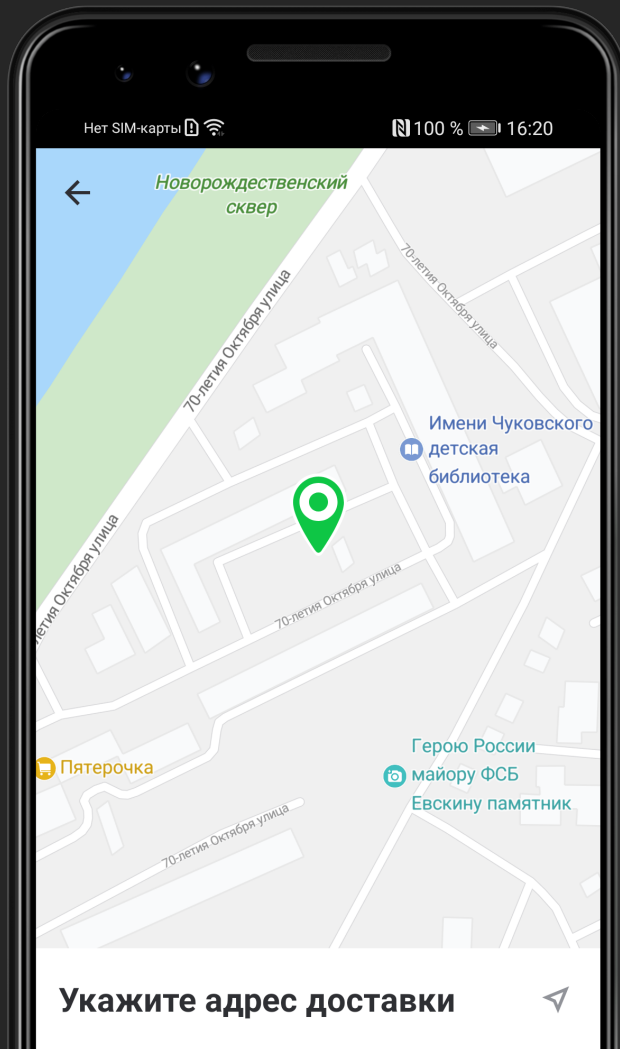 Нет SIM-карты
100 %
16:20
Новорождественский
сквер
70-летия Октября улица
70-летия Октября улица
Имени Чуковского
детская
библиотека
летия Октября улица
70-летия Октября улица
Герою России
майору ФСБ
Евскину памятник
Пятерочка
70-летия Октября улица
Укажите адрес доставки